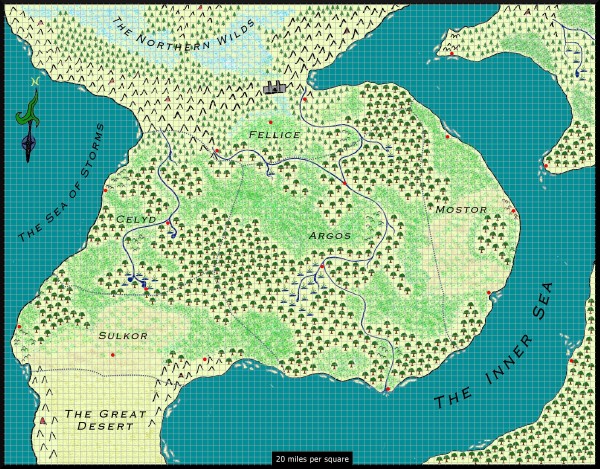 THE NORTHERN WILDS
FELLICE
THE SEA OF STORMS
CELYD
MOSTOR
ARGOS
SULKOR
THE INNER SEA
THE GREAT
DESERT
20 miles per square